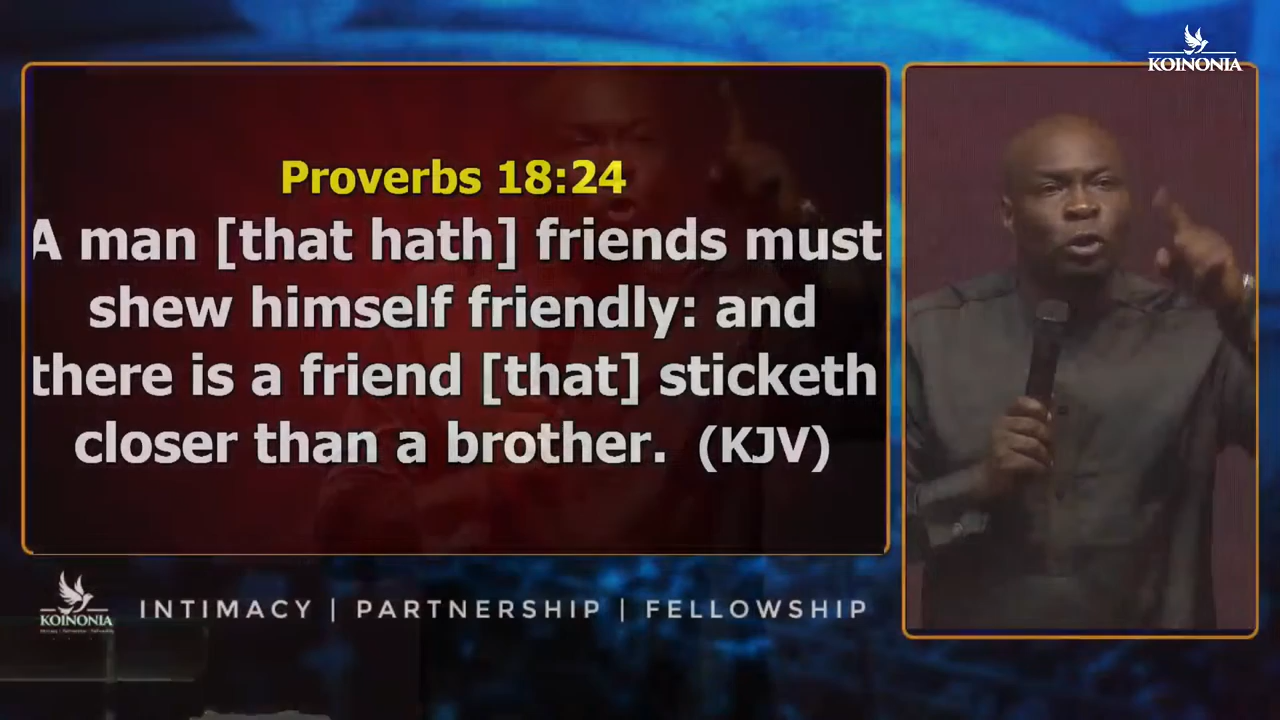 KOINONIA
Proverbs 18:24
A man [that hath] friends must
shew himself friendly: and
there is a friend [that] sticketh
closer than a brother. (KJV)
KOINONIA
INTIMACY | PARTNERSHIP | FELLOWSHIP